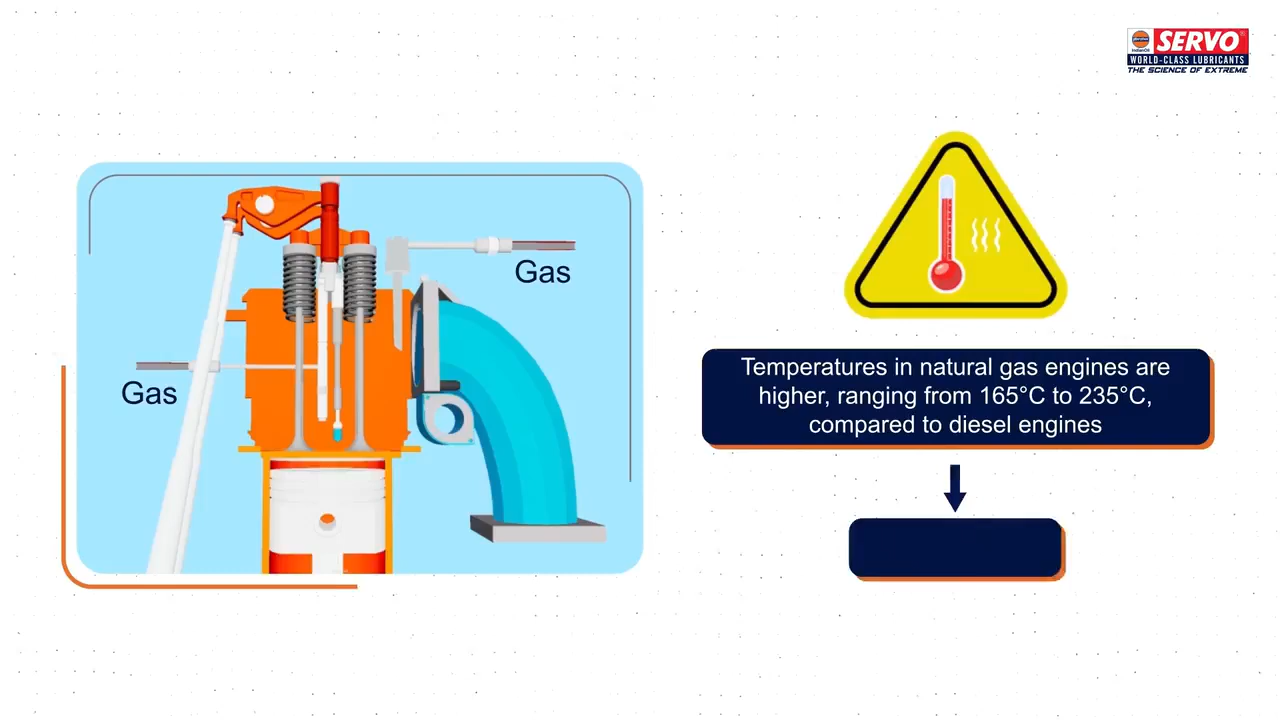 SERVO
IndianOil
WORLD-CLASS LUBRICANTS
THE SCIENCE OF EXTREME
Gas
Gas
Temperatures in natural gas engines are
higher, ranging from 165°C to 235°C,
compared to diesel engines